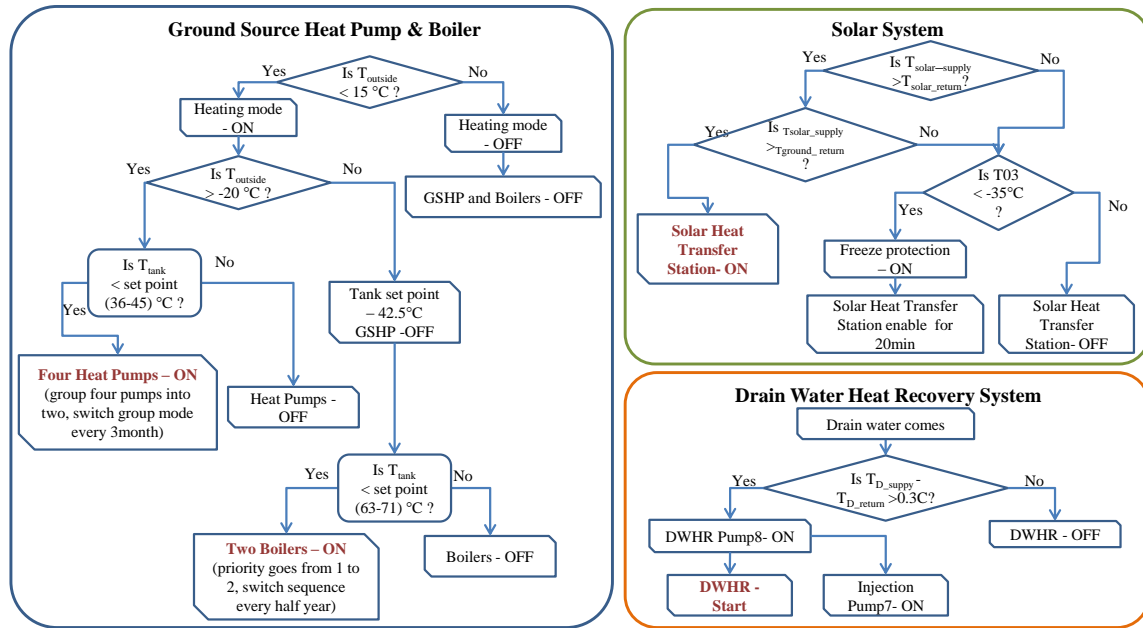 Ground Source Heat Pump & Boiler
Yes
Is Toutside
< 15 °C ?
No
Heating mode
- ON
Heating mode
- OFF
Yes
Is Toutside
> -20 °C ?
No
GSHP and Boilers - OFF
Is Ttank
< set point
(36-45) °C ?
No
Yes
Tank set point
– 42.5°C
GSHP -OFF
Four Heat Pumps – ON
(group four pumps into
two, switch group mode
every 3month)
Heat Pumps -
OFF
Yes
Is Ttank
< set point
(63-71) °C ?
No
Two Boilers – ON
(priority goes from 1 to
2, switch sequence
every half year)
Boilers - OFF
Solar System
Yes
Is Tsolar—supply
>Tsolar_return?
No
Yes
Is Tsolar_supply
>Tground_ return
?
No
Is T03
< -35°C
?
Yes
No
Solar Heat
Transfer
Station- ON
Freeze protection
– ON
Solar Heat Transfer
Station enable for
20min
Solar Heat
Transfer
Station- OFF
Drain Water Heat Recovery System
Drain water comes
Yes
Is TD_suppy -
TD_return >0.3C?
No
DWHR Pump8- ON
DWHR - OFF
DWHR -
Start
Injection
Pump7- ON